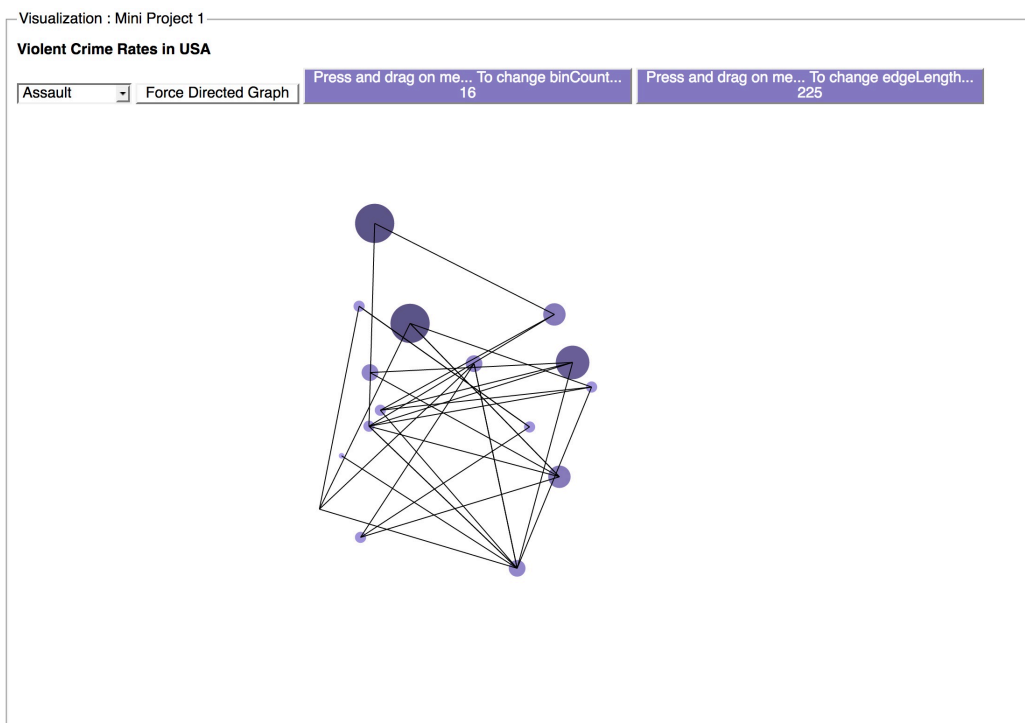 Visualization : Mini Project 1
Violent Crime Rates in USA
Assault
Force Directed Graph
Press and drag on me... To change binCount...
16
Press and drag on me... To change edgeLength...
225